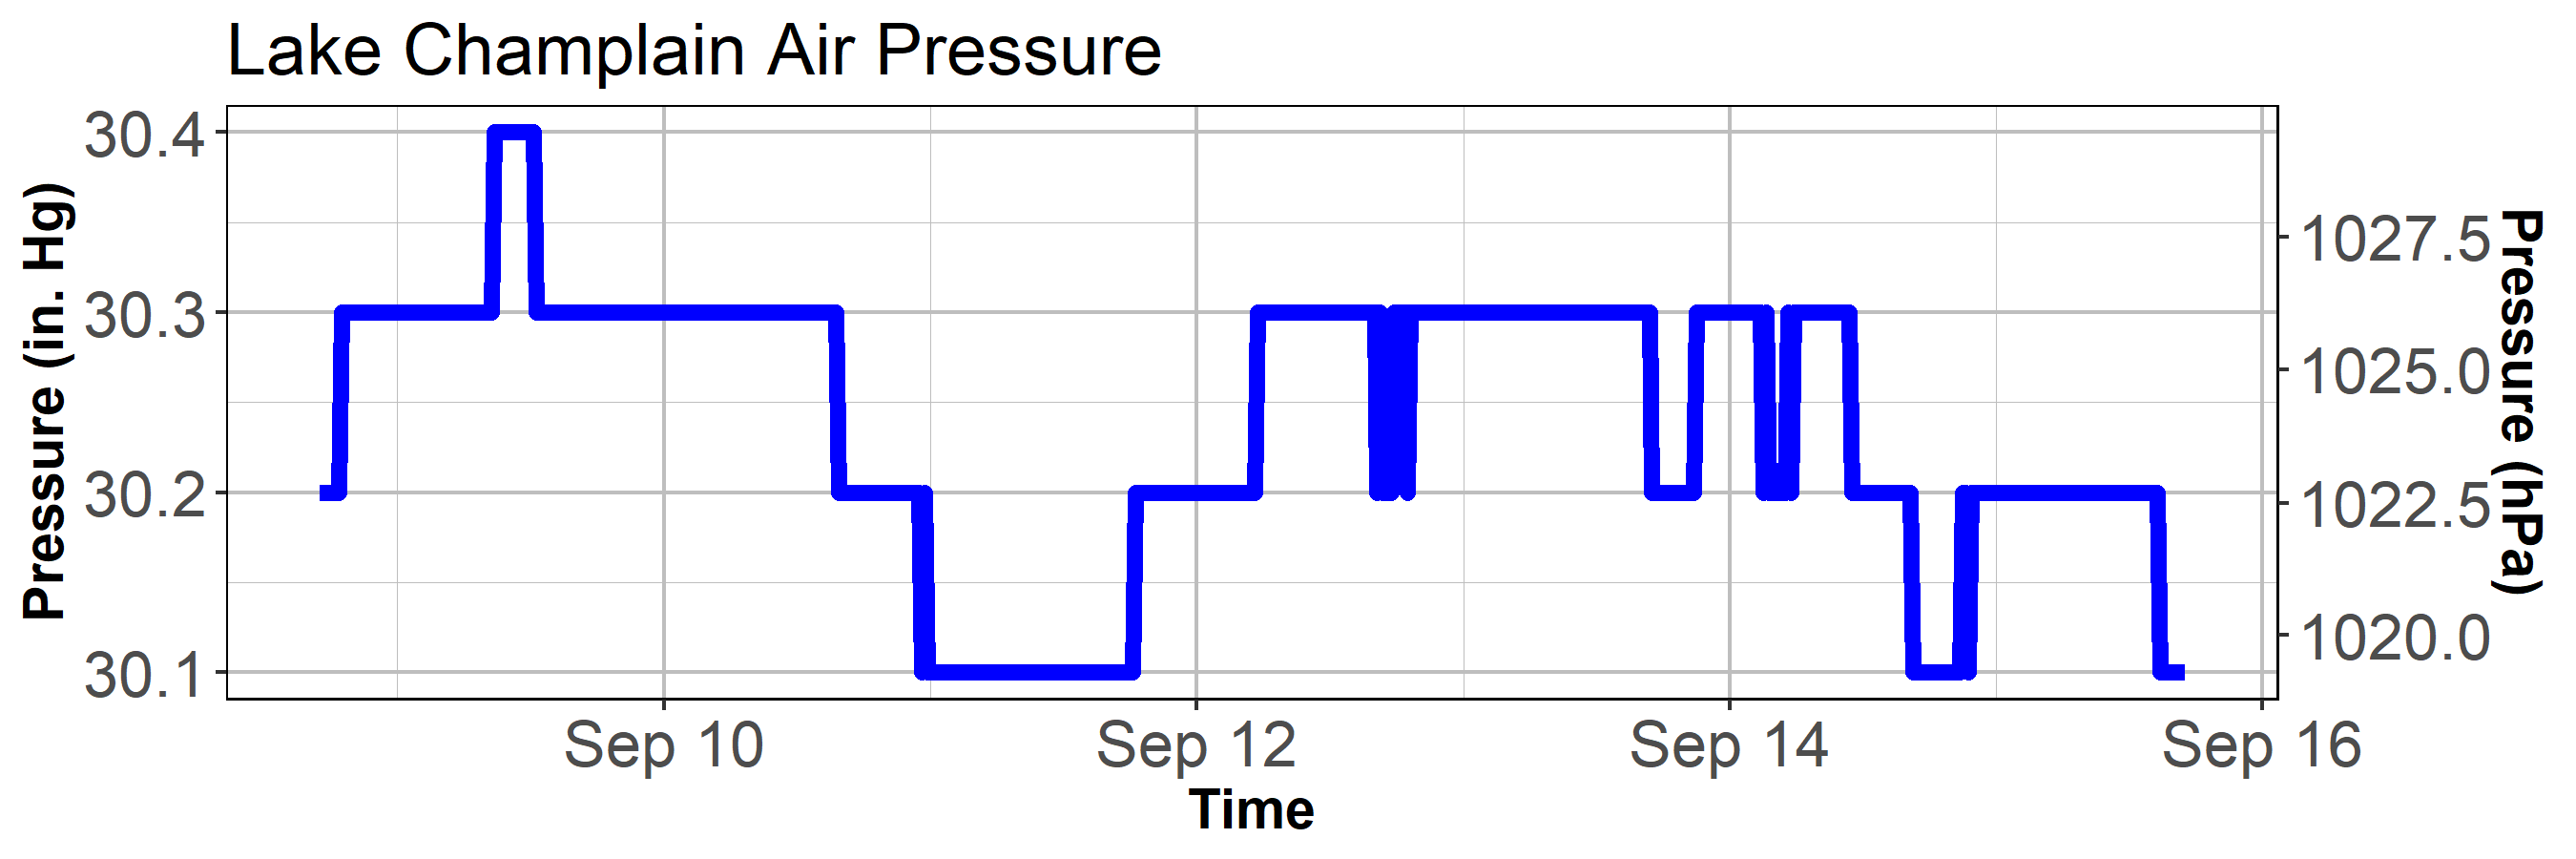 Lake Champlain Air Pressure
Pressure (in. Hg)
30.4
30.3
30.2
30.1
1027.5
1025.0
1022.5
1020.0
Pressure (hPa)
Sep 10 Sep 12 Sep 14 Sep 16
Time